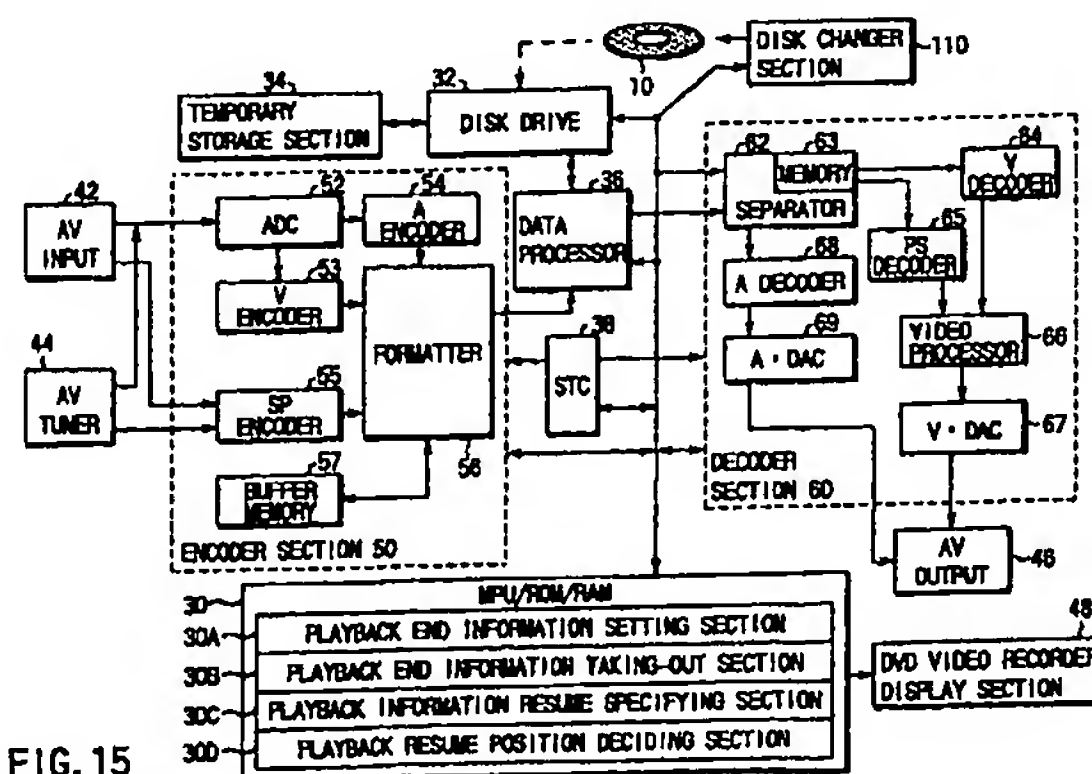 DISK CHANGER
SECTION
110
10
34
TEMPORARY
STORAGE SECTION
32
DISK DRIVE
42
AV
INPUT
44
AV
TUNER
52
ADC
54
A
ENCODER
53
V
ENCODER
FORMATTER
56
55
SP
ENCODER
57
BUFFER
MEMORY
ENCODER SECTION 50
36
DATA
PROCESSOR
38
STC
62
63
MEMORY
SEPARATOR
64
V
DECODER
65
PS
DECODER
68
A DECODER
69
A・DAC
VIDEO
PROCESSOR
66
V・DAC
67
DECODER
SECTION 60
AV
OUTPUT
46
30
MPU/ROM/RAM
30A
PLAYBACK END INFORMATION SETTING SECTION
30B
PLAYBACK END INFORMATION TAKING-OUT SECTION
30C
PLAYBACK INFORMATION RESUME SPECIFYING SECTION
30D
PLAYBACK RESUME POSITION DECIDING SECTION
48
DVD VIDEO RECORDER
DISPLAY SECTION
FIG. 15